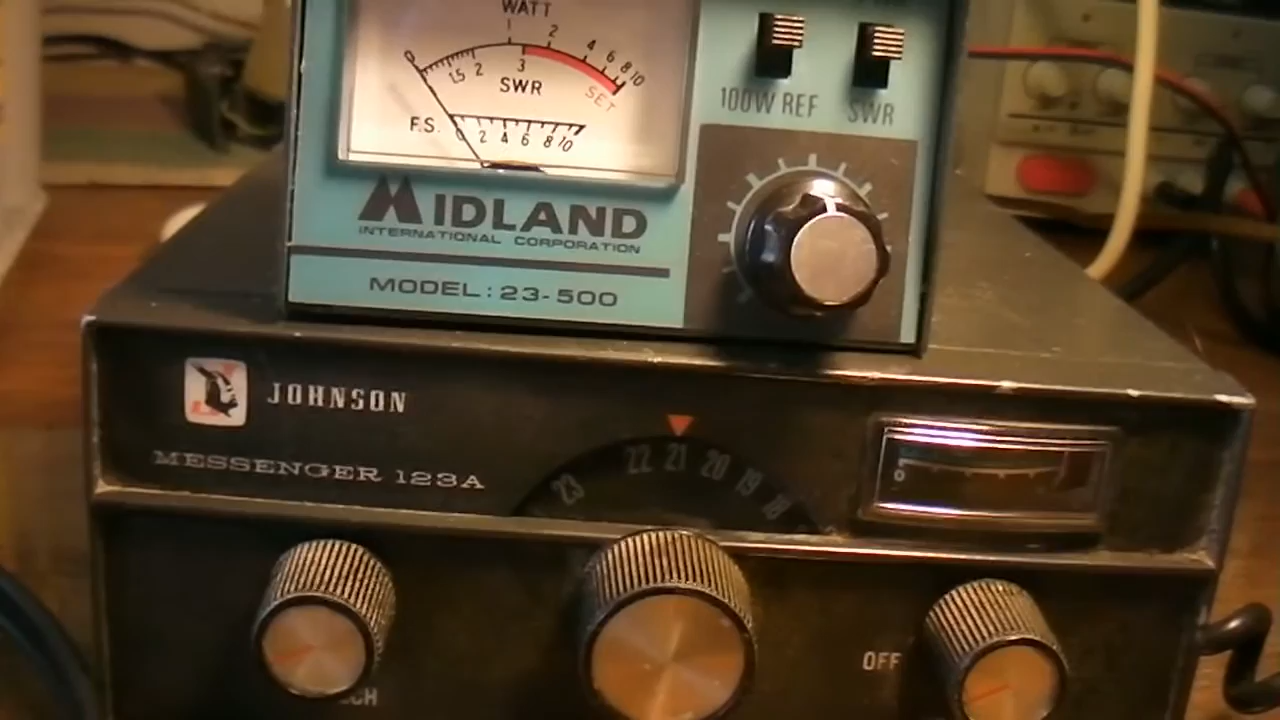 WATT
1 2 4 6 8 10
0 1.5 2 3
SWR
SET
F.S. 0 2 4 6 8 10
100W REF SWR
MIDLAND
INTERNATIONAL CORPORATION
MODEL: 23-500
JOHNSON
MESSENGER 123A
23 22 21 20 19 18
0
OFF